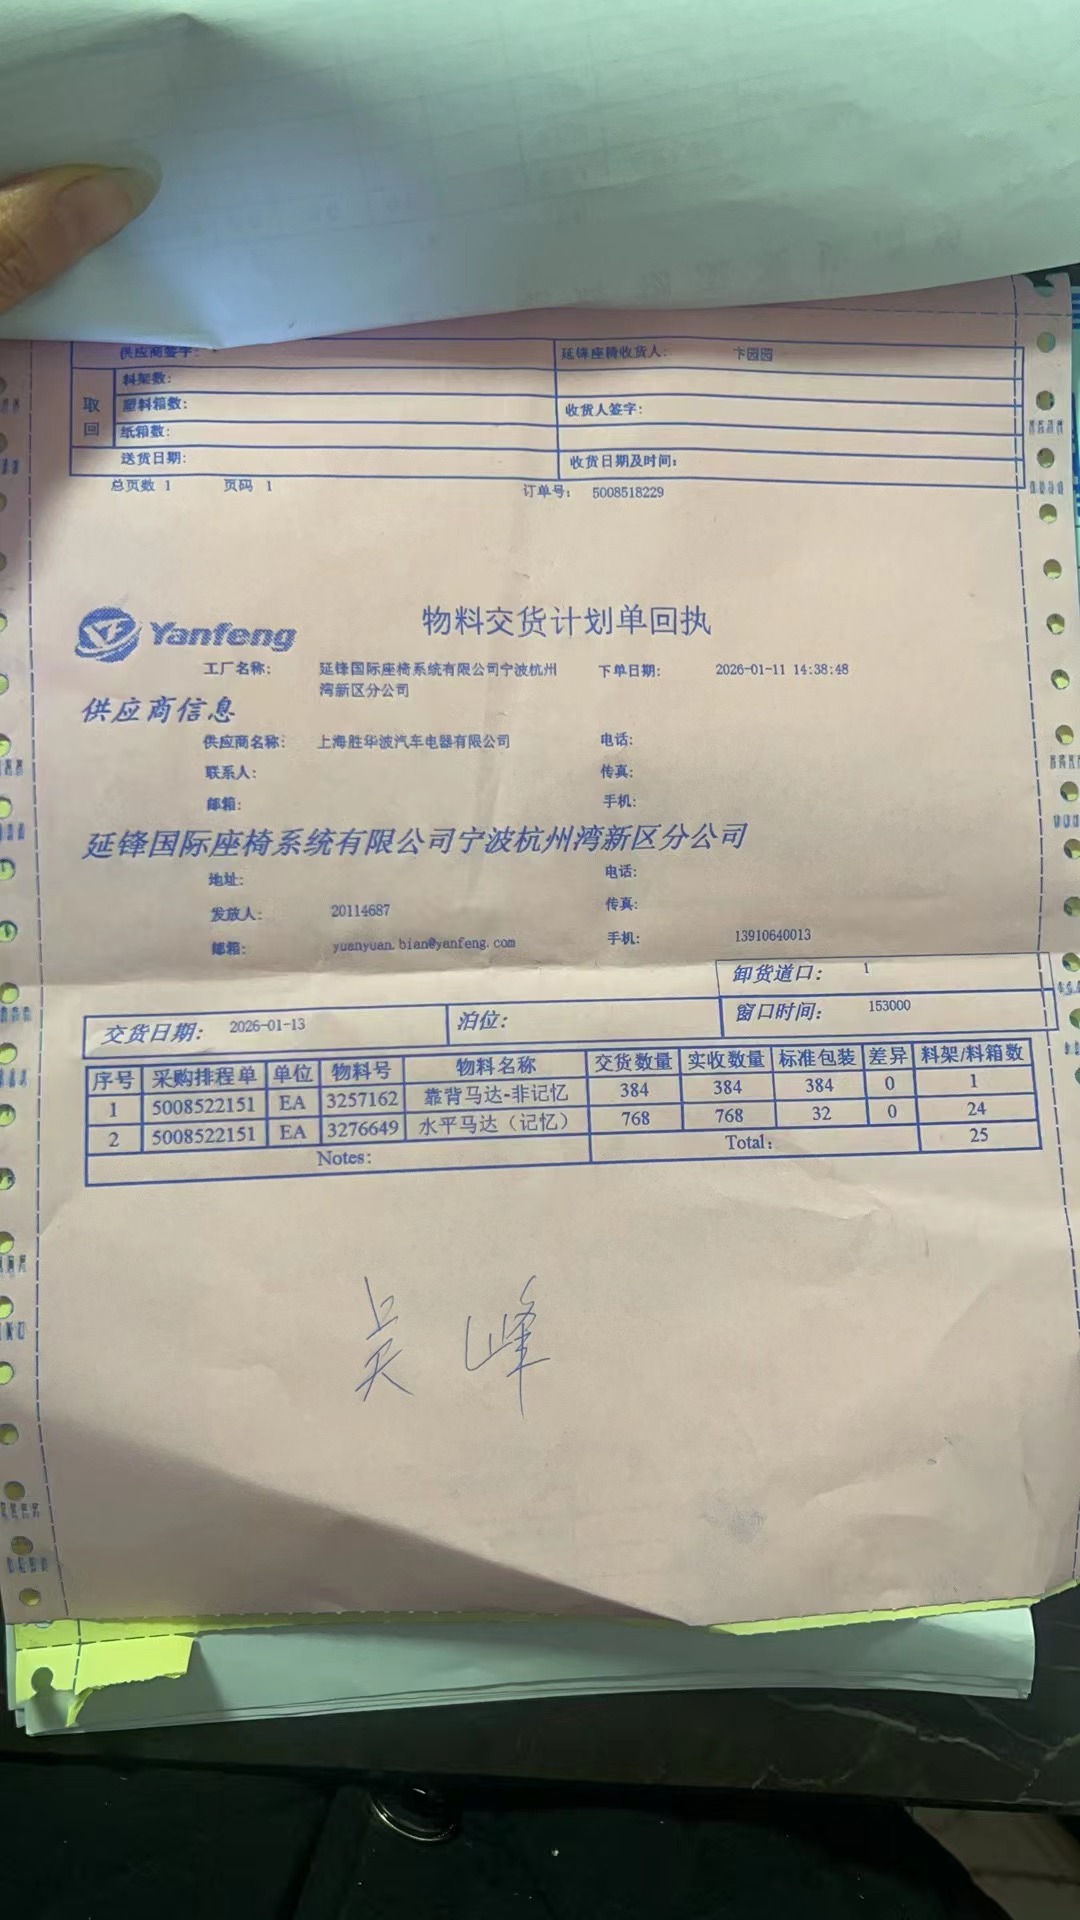 供应商签字:
延锋座椅收货人: 卞园园
取回
料架数:
塑料箱数:
收货人签字:
纸箱数:
送货日期:
收货日期及时间:
总页数 1 页码 1 订单号: 5008518229
Yanfeng
物料交货计划单回执
工厂名称: 延锋国际座椅系统有限公司宁波杭州湾新区分公司 下单日期: 2026-01-11 14:38:48
供应商信息
供应商名称: 上海胜华波汽车电器有限公司 电话:
联系人: 传真:
邮箱: 手机:
延锋国际座椅系统有限公司宁波杭州湾新区分公司
地址: 电话:
发放人: 20114687 传真:
邮箱: yuanyuan.bian@yanfeng.com 手机: 13910640013
卸货道口: 1
交货日期: 2026-01-13 泊位: 窗口时间: 153000
序号 采购排程单 单位 物料号 物料名称 交货数量 实收数量 标准包装 差异 料架/料箱数
1 5008522151 EA 3257162 靠背马达-非记忆 384 384 384 0 1
2 5008522151 EA 3276649 水平马达（记忆） 768 768 32 0 24
Notes: Total: 25
吴峰